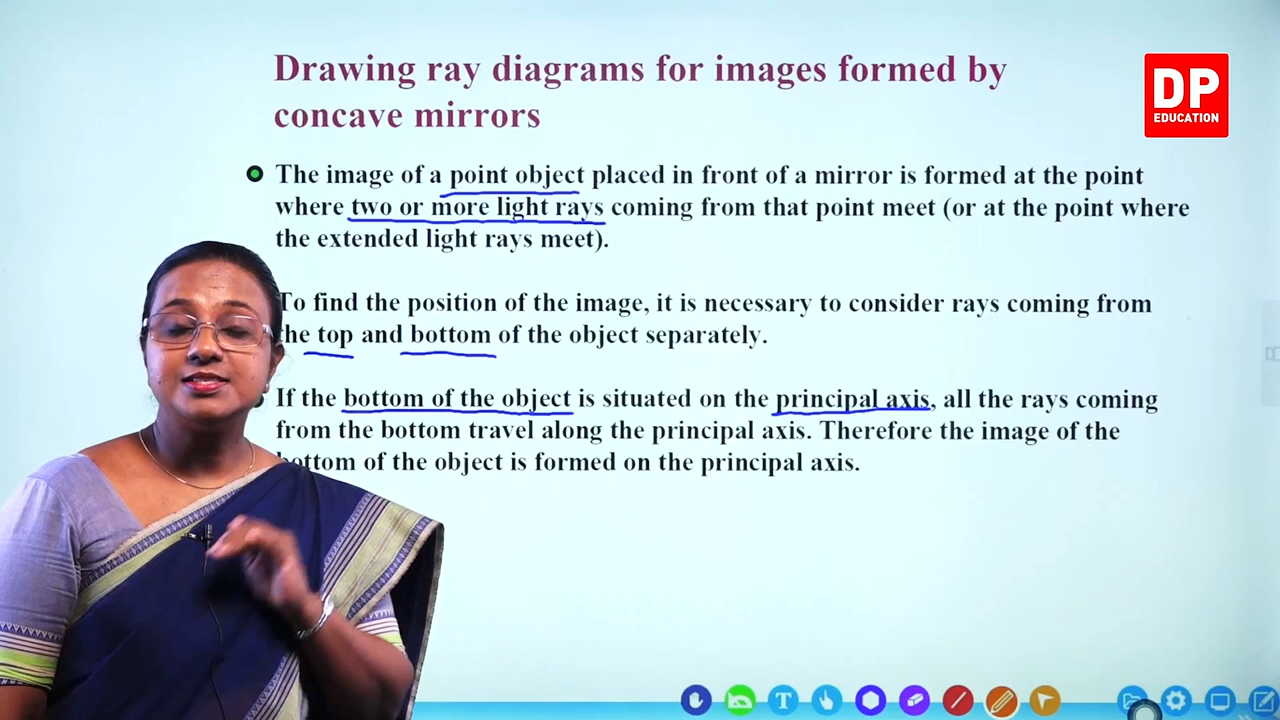 Drawing ray diagrams for images formed by
concave mirrors
DP
EDUCATION
The image of a point object placed in front of a mirror is formed at the point
where two or more light rays coming from that point meet (or at the point where
the extended light rays meet).
To find the position of the image, it is necessary to consider rays coming from
the top and bottom of the object separately.
If the bottom of the object is situated on the principal axis, all the rays coming
from the bottom travel along the principal axis. Therefore the image of the
bottom of the object is formed on the principal axis.
T